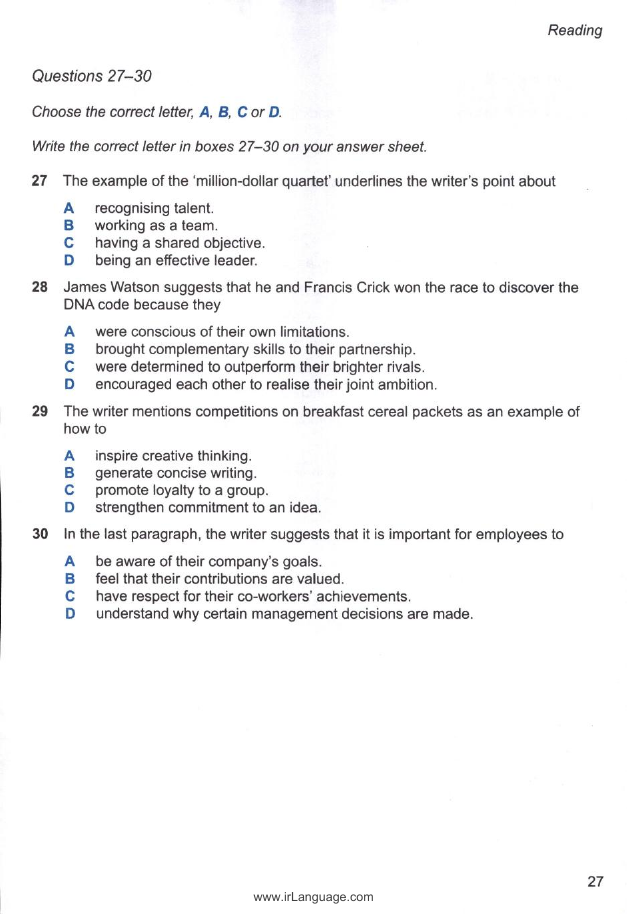 Reading
Questions 27–30
Choose the correct letter, A, B, C or D.
Write the correct letter in boxes 27–30 on your answer sheet.
27 The example of the 'million-dollar quartet' underlines the writer's point about
A recognising talent.
B working as a team.
C having a shared objective.
D being an effective leader.
28 James Watson suggests that he and Francis Crick won the race to discover the
DNA code because they
A were conscious of their own limitations.
B brought complementary skills to their partnership.
C were determined to outperform their brighter rivals.
D encouraged each other to realise their joint ambition.
29 The writer mentions competitions on breakfast cereal packets as an example of
how to
A inspire creative thinking.
B generate concise writing.
C promote loyalty to a group.
D strengthen commitment to an idea.
30 In the last paragraph, the writer suggests that it is important for employees to
A be aware of their company's goals.
B feel that their contributions are valued.
C have respect for their co-workers' achievements.
D understand why certain management decisions are made.
27
www.irLanguage.com